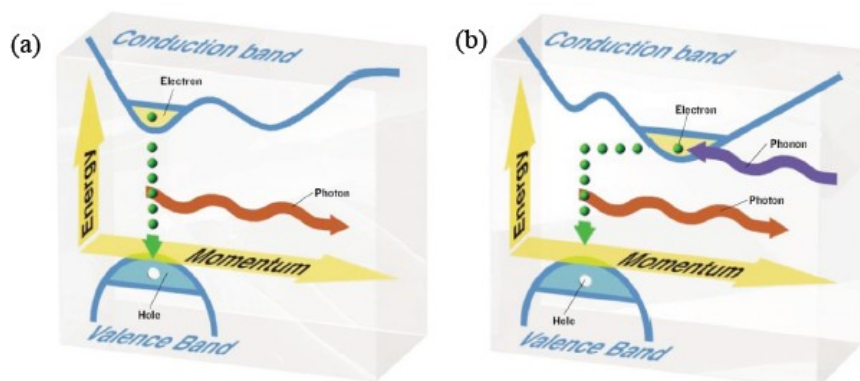 (a)
Conduction band
Electron
Energy
Photon
Momentum
Hole
Valence Band
(b)
Conduction band
Electron
Phonon
Energy
Photon
Momentum
Hole
Valence Band